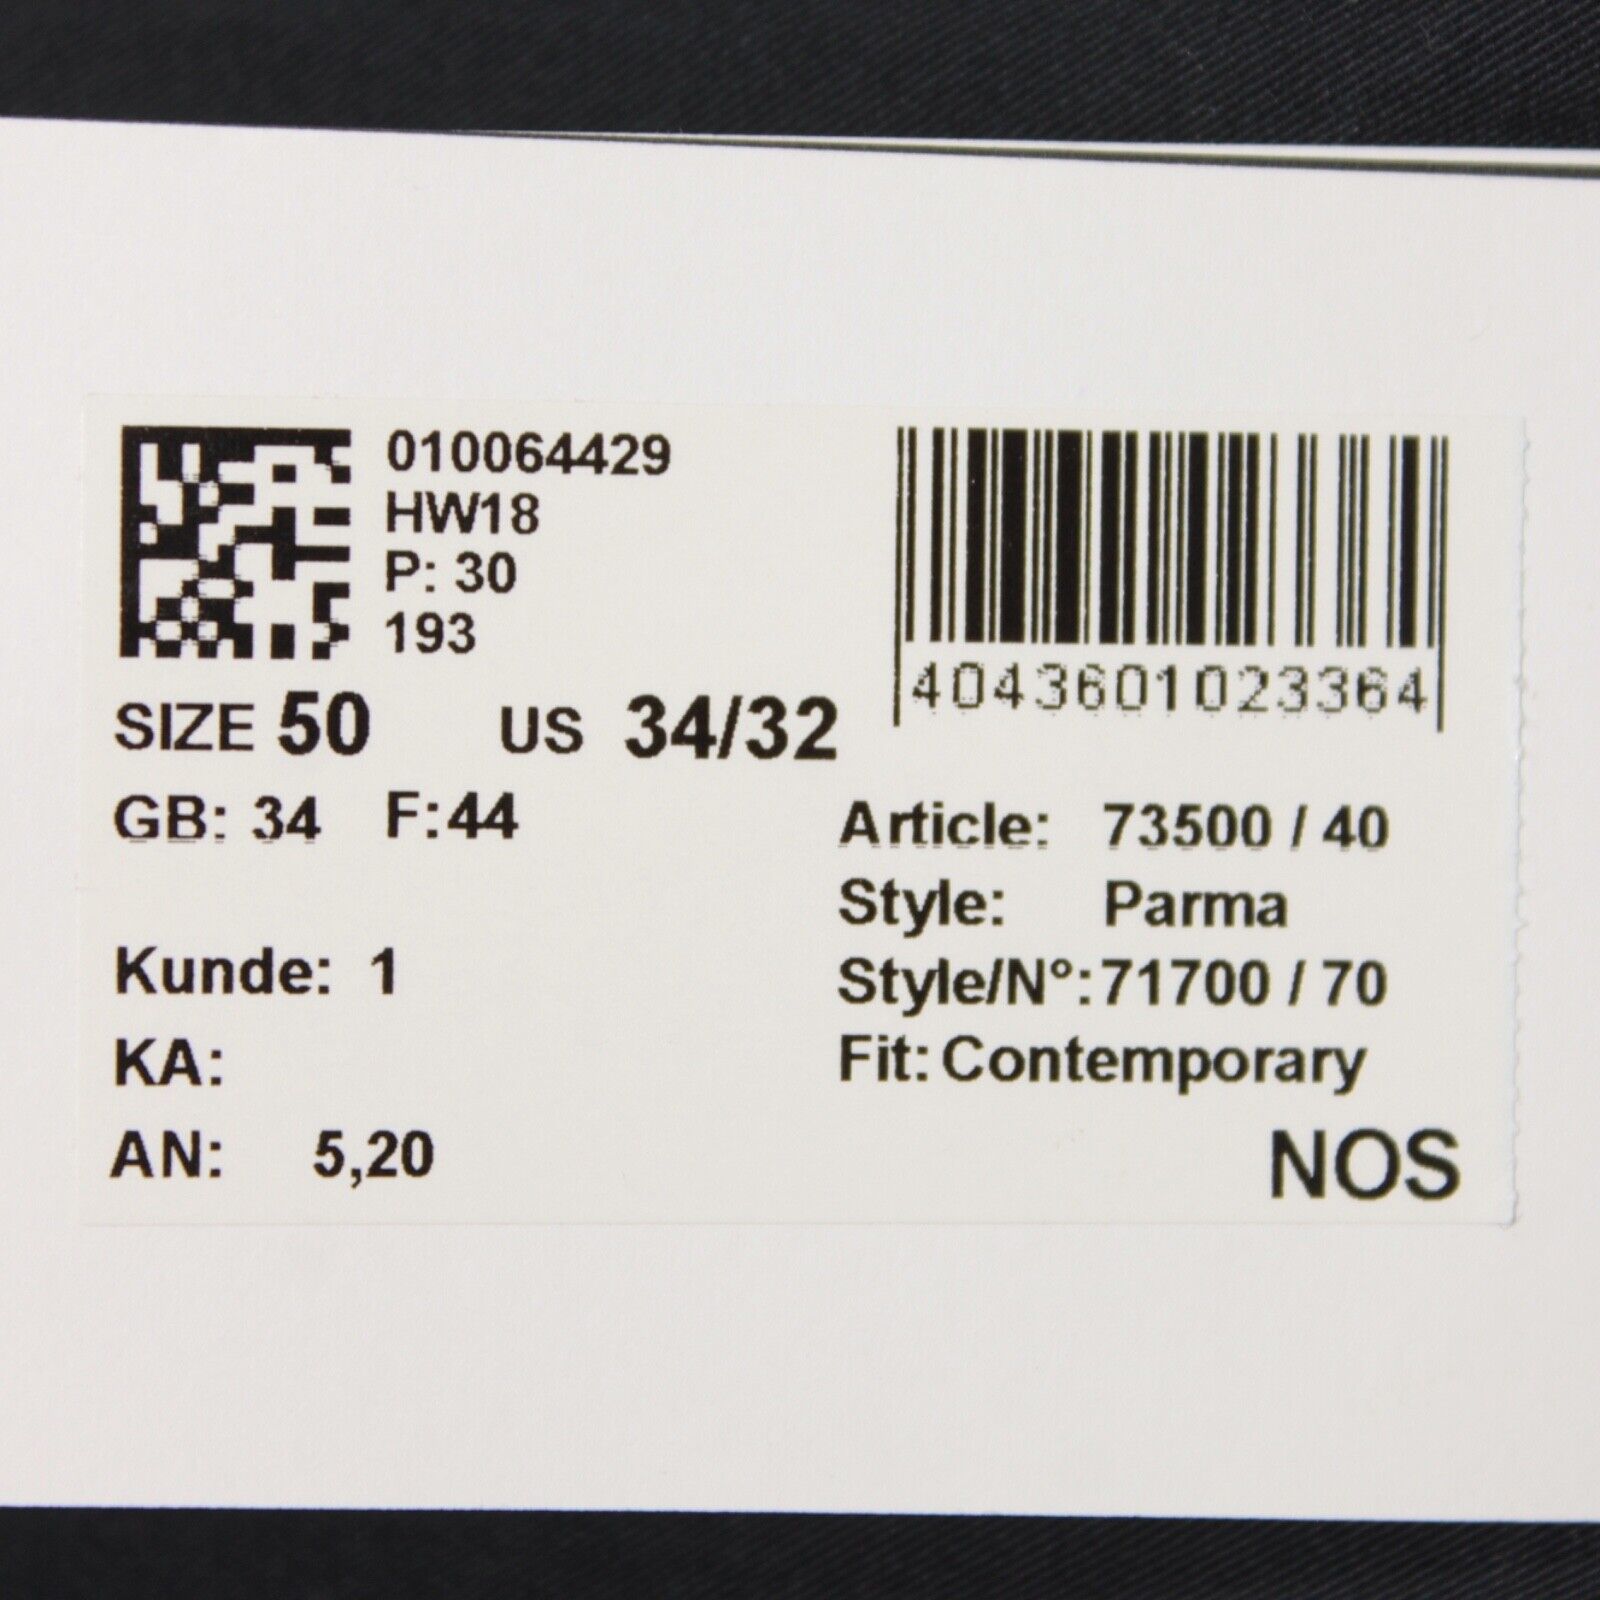 010064429
HW18
P: 30
193
4043601023364
SIZE 50 US 34/32
GB: 34 F:44
Article: 73500 / 40
Style: Parma
Kunde: 1
Style/N°: 71700 / 70
KA:
Fit: Contemporary
AN: 5,20
NOS